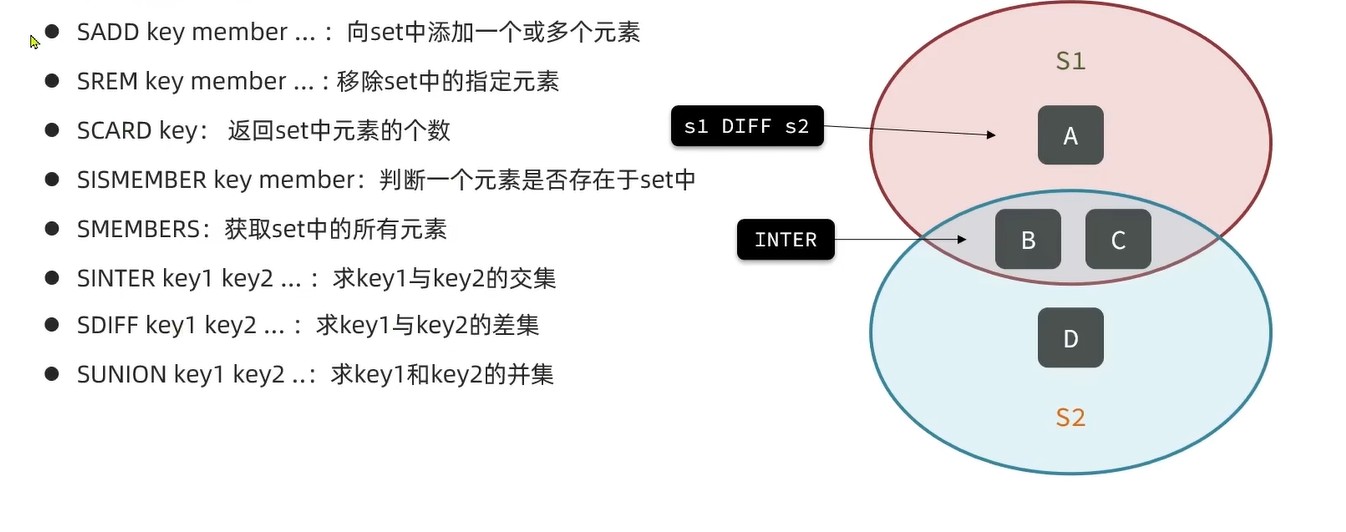 ● SADD key member ... ：向set中添加一个或多个元素
● SREM key member ... : 移除set中的指定元素
● SCARD key： 返回set中元素的个数
● SISMEMBER key member：判断一个元素是否存在于set中
● SMEMBERS：获取set中的所有元素
● SINTER key1 key2 ... ：求key1与key2的交集
● SDIFF key1 key2 ... ：求key1与key2的差集
● SUNION key1 key2 ..：求key1和key2的并集
S1
s1 DIFF s2
A
INTER
B C
D
S2